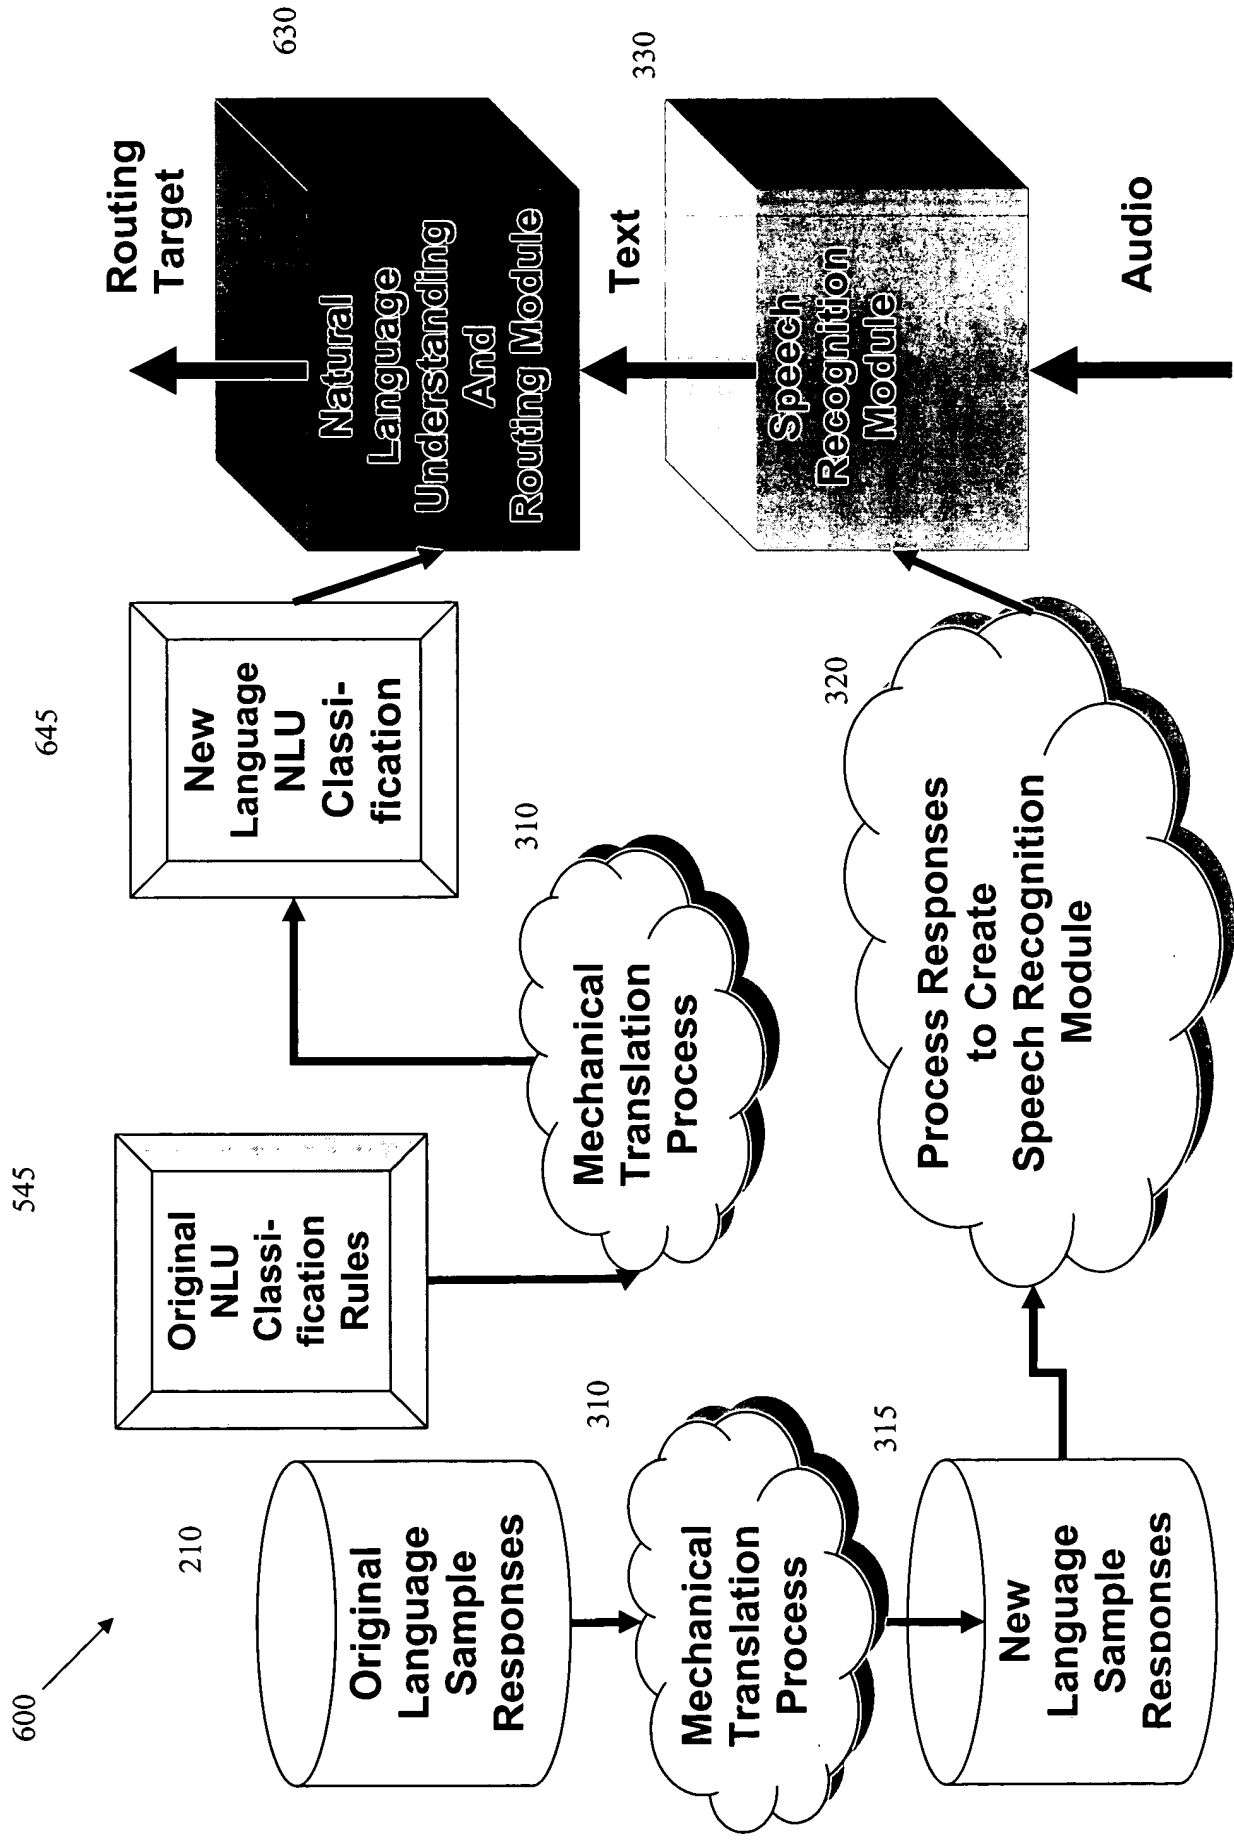 600
210
Original
Language
Sample
Responses
310
Mechanical
Translation
Process
315
New
Language
Sample
Responses
545
Original
NLU
Classi-
fication
Rules
310
Mechanical
Translation
Process
645
New
Language
NLU
Classi-
fication
320
Process Responses
to Create
Speech Recognition
Module
Routing
Target
630
Natural
Language
Understanding
And
Routing Module
Text
330
Speech
Recognition
Module
Audio